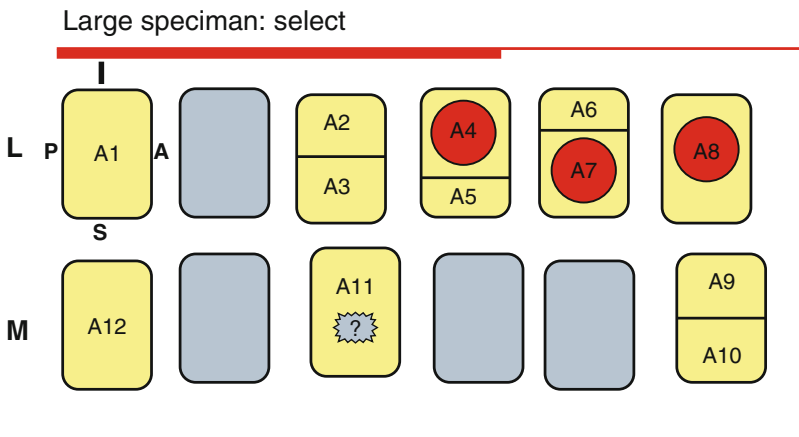 Large speciman: select
I
L P A1 A A2 A4 A6 A8
A3 A5 A7
S
M A12 A11 A9
? A10